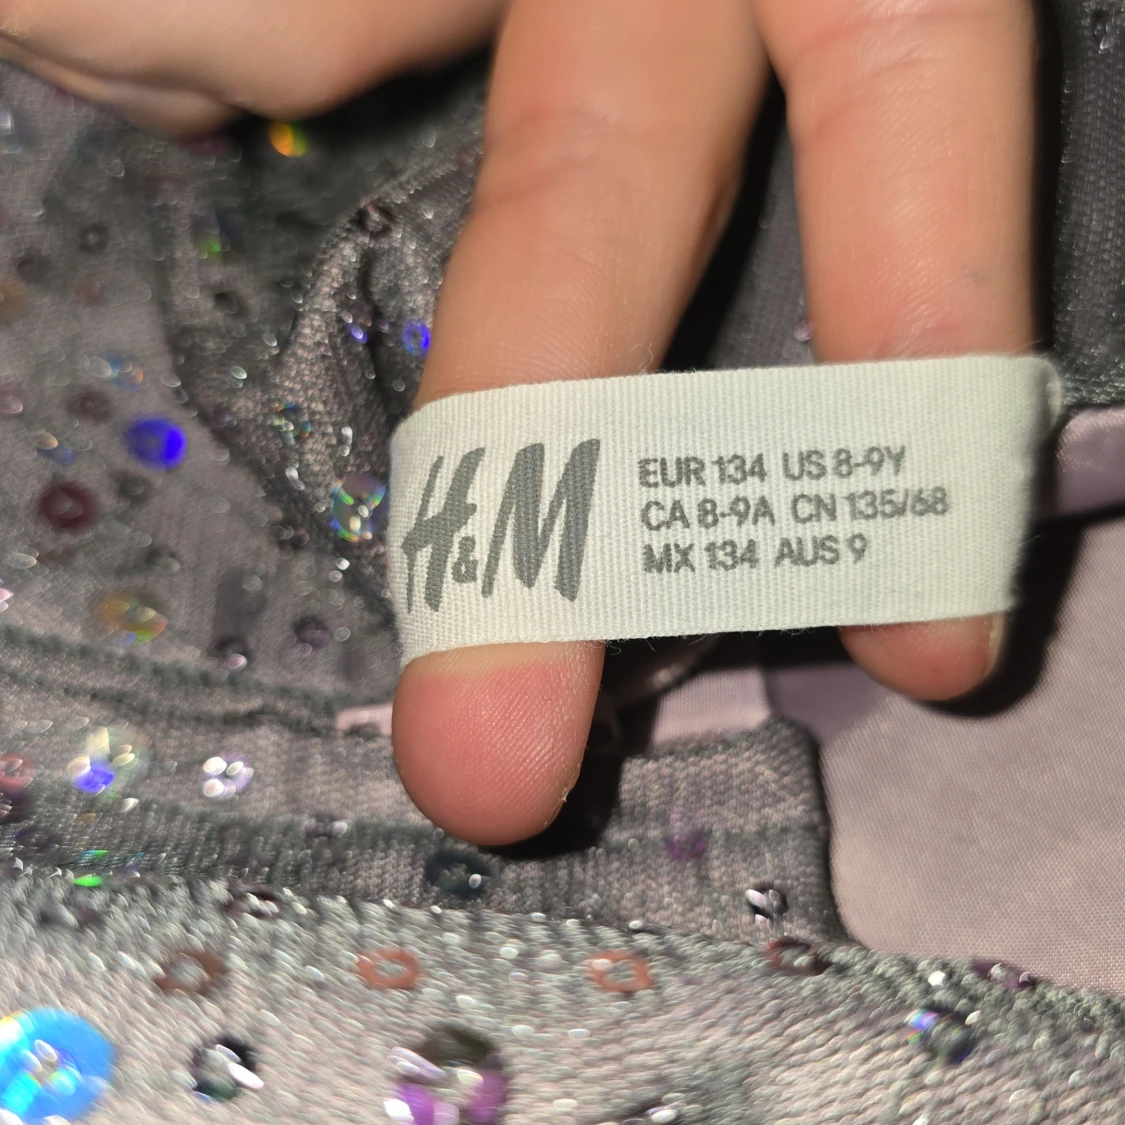 H&M
EUR 134 US 8-9Y
CA 8-9A CN 135/68
MX 134 AUS 9